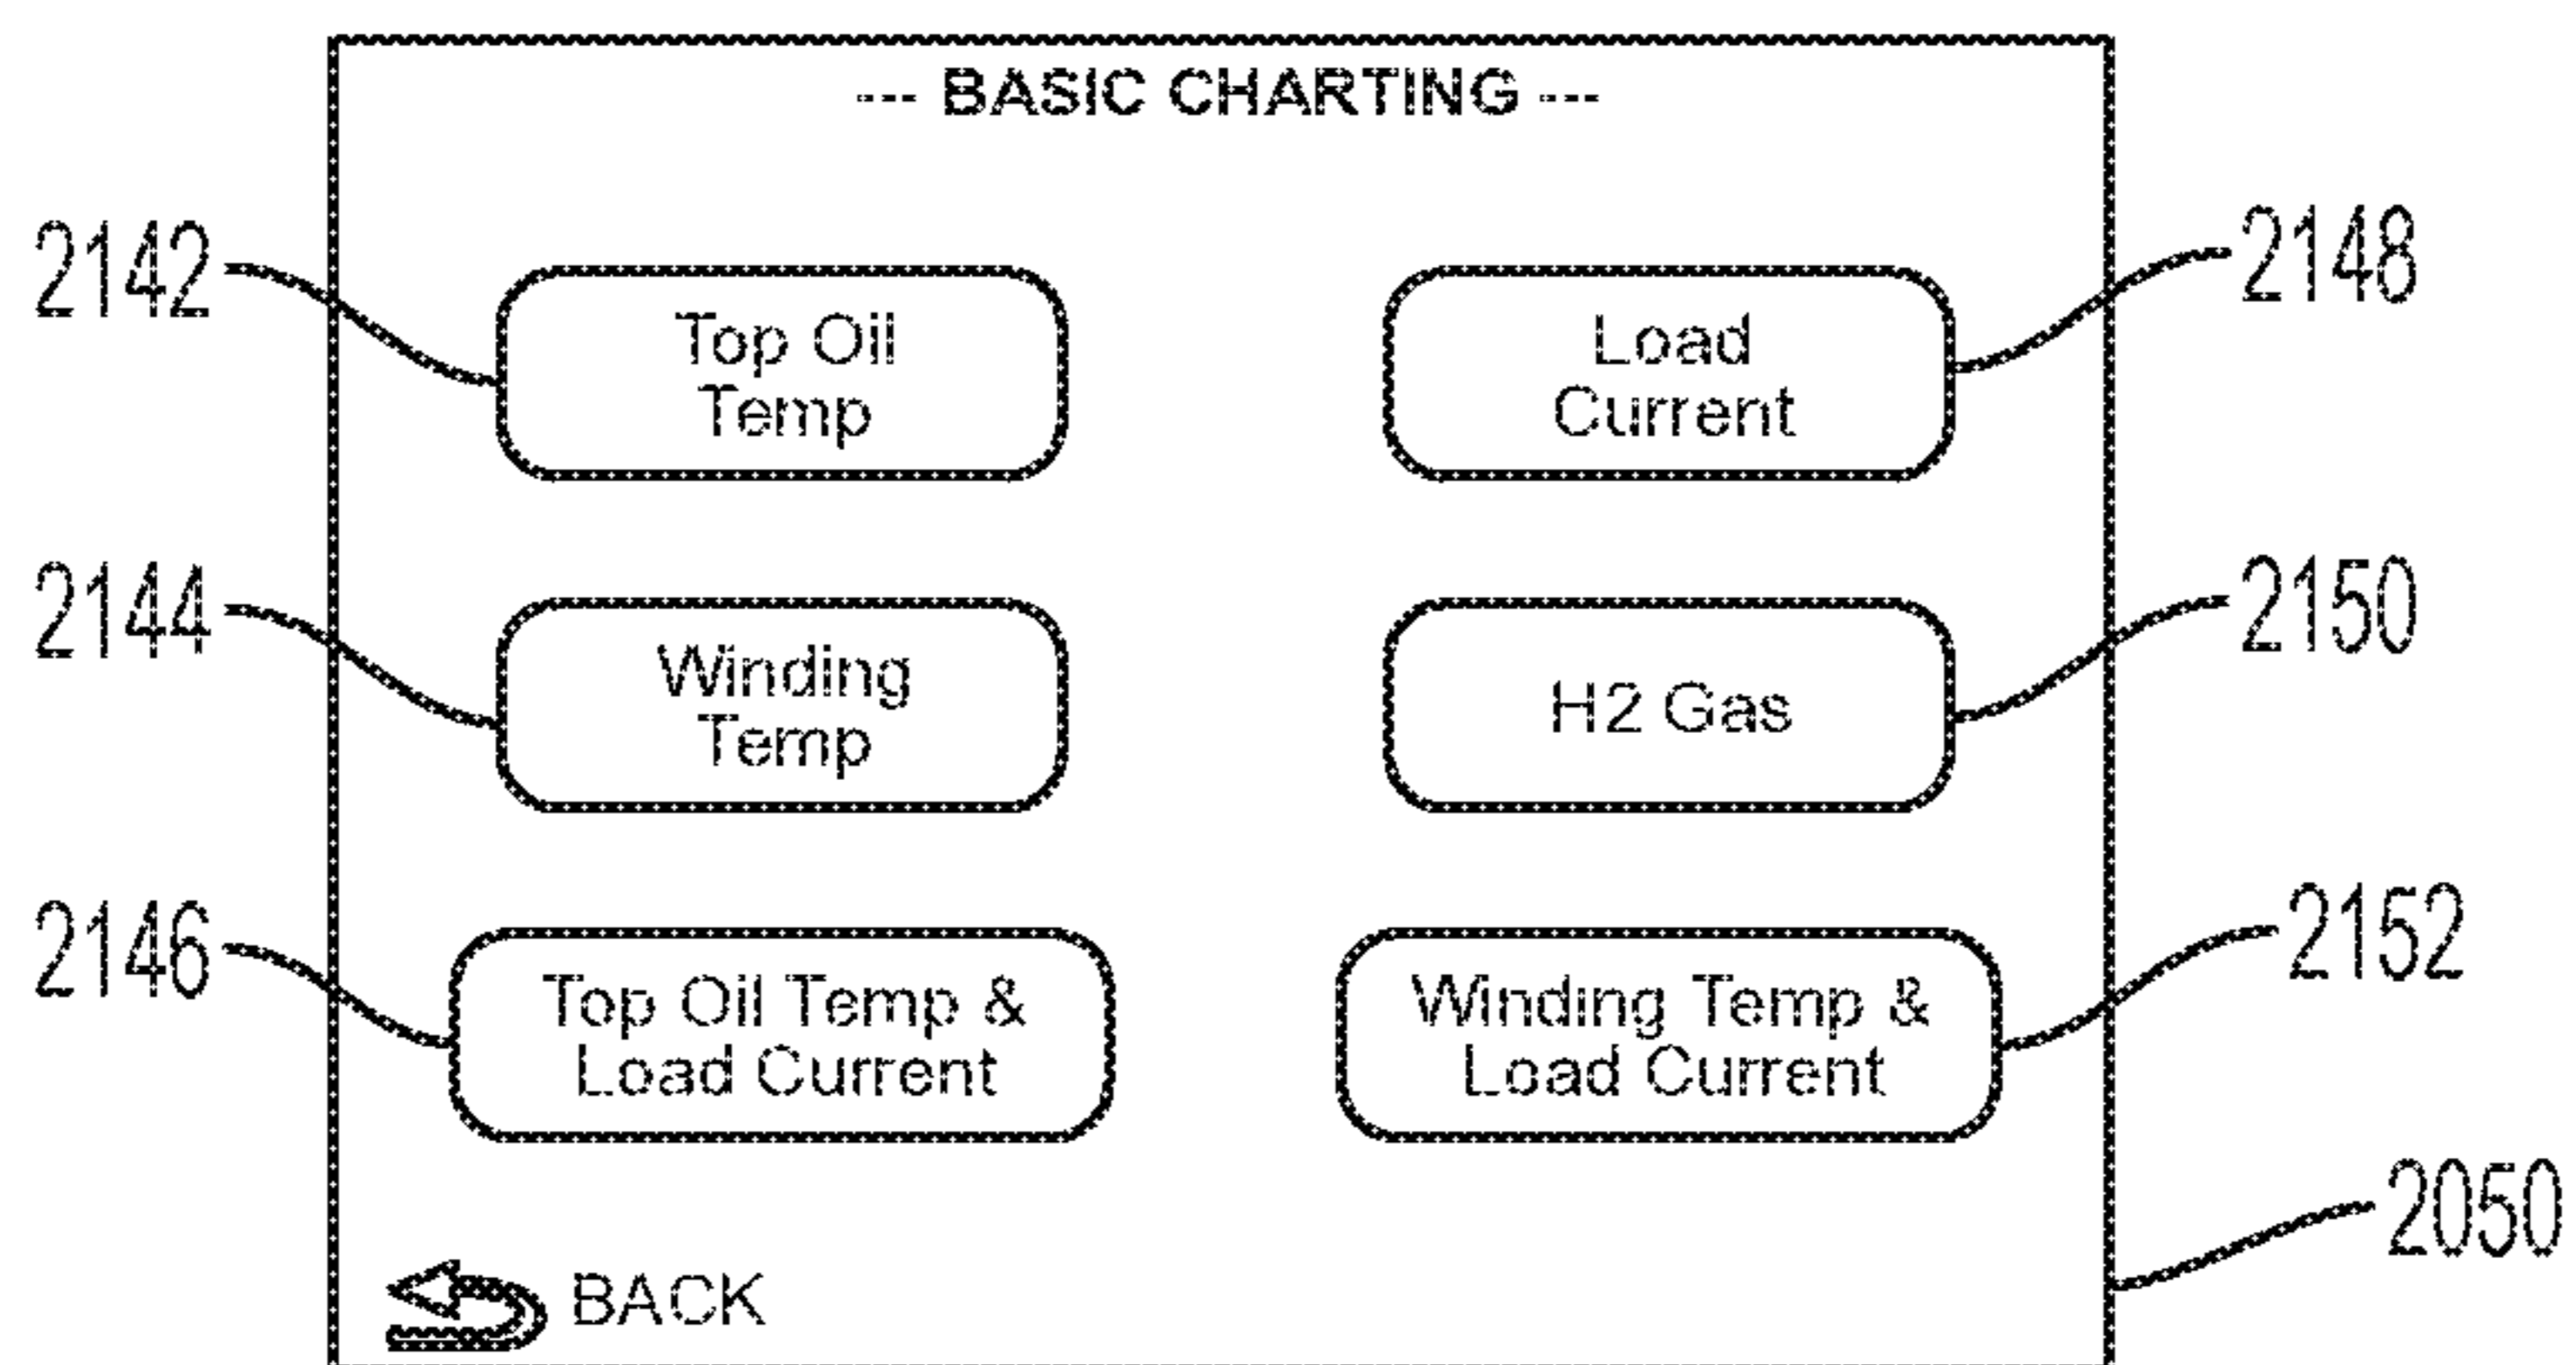 --- BASIC CHARTING ---
2142
Top Oil
Temp
Load
Current
2148
2144
Winding
Temp
H2 Gas
2150
2146
Top Oil Temp &
Load Current
Winding Temp &
Load Current
2152
2050
BACK